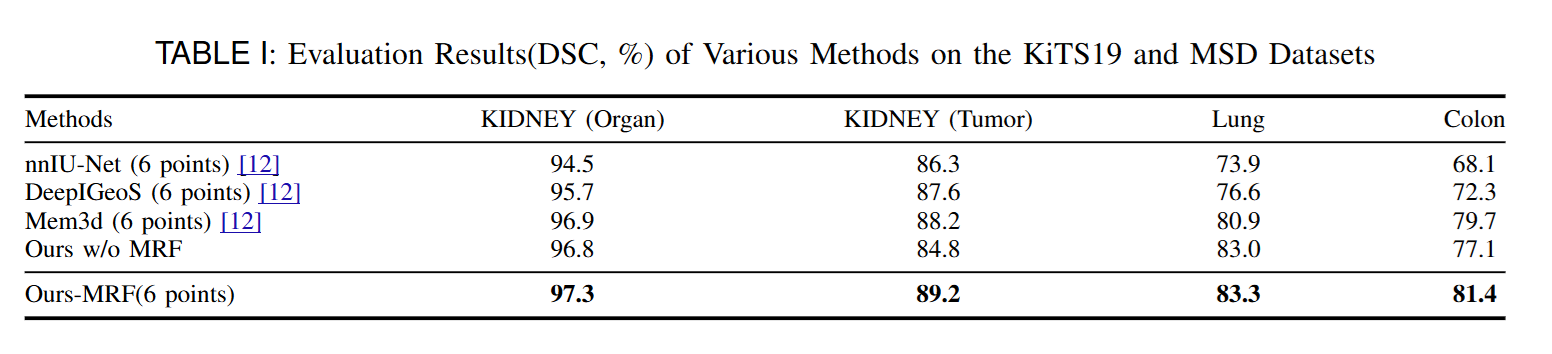 TABLE I: Evaluation Results(DSC, %) of Various Methods on the KiTS19 and MSD Datasets
Methods KIDNEY (Organ) KIDNEY (Tumor) Lung Colon
nnIU-Net (6 points) [12] 94.5 86.3 73.9 68.1
DeepIGeoS (6 points) [12] 95.7 87.6 76.6 72.3
Mem3d (6 points) [12] 96.9 88.2 80.9 79.7
Ours w/o MRF 96.8 84.8 83.0 77.1
Ours-MRF(6 points) 97.3 89.2 83.3 81.4